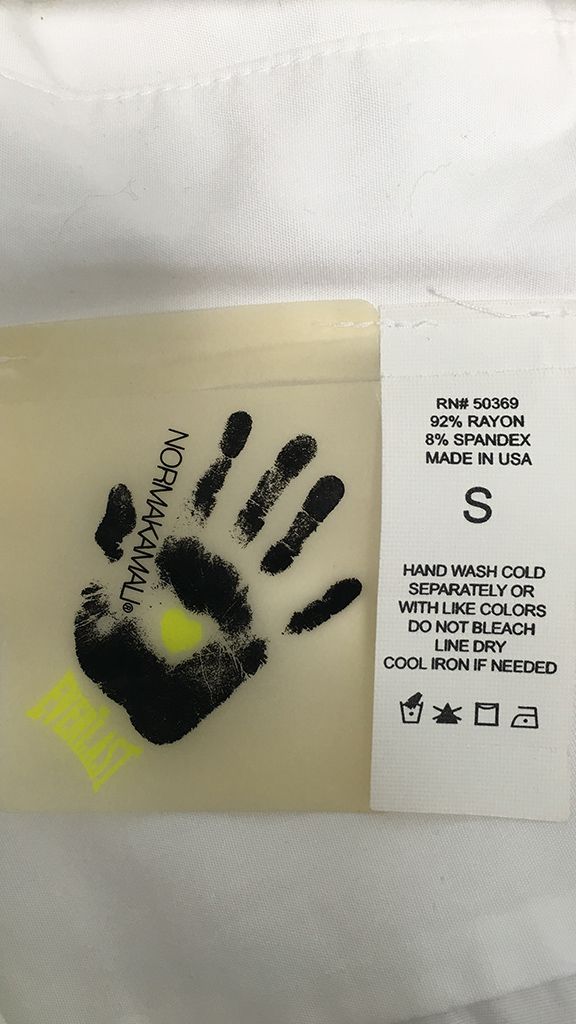 NORMAKAMALI®
EVERLAST
RN# 50369
92% RAYON
8% SPANDEX
MADE IN USA
S
HAND WASH COLD
SEPARATELY OR
WITH LIKE COLORS
DO NOT BLEACH
LINE DRY
COOL IRON IF NEEDED